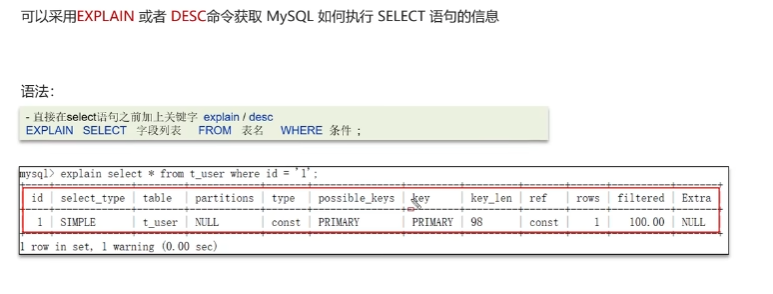 可以采用EXPLAIN 或者 DESC命令获取 MySQL 如何执行 SELECT 语句的信息
语法：
- 直接在select语句之前加上关键字 explain / desc
EXPLAIN SELECT 字段列表 FROM 表名 WHERE 条件 ;
mysql> explain select * from t_user where id = '1';
id | select_type | table | partitions | type | possible_keys | key | key_len | ref | rows | filtered | Extra
1 | SIMPLE | t_user | NULL | const | PRIMARY | PRIMARY | 98 | const | 1 | 100.00 | NULL
1 row in set, 1 warning (0.00 sec)